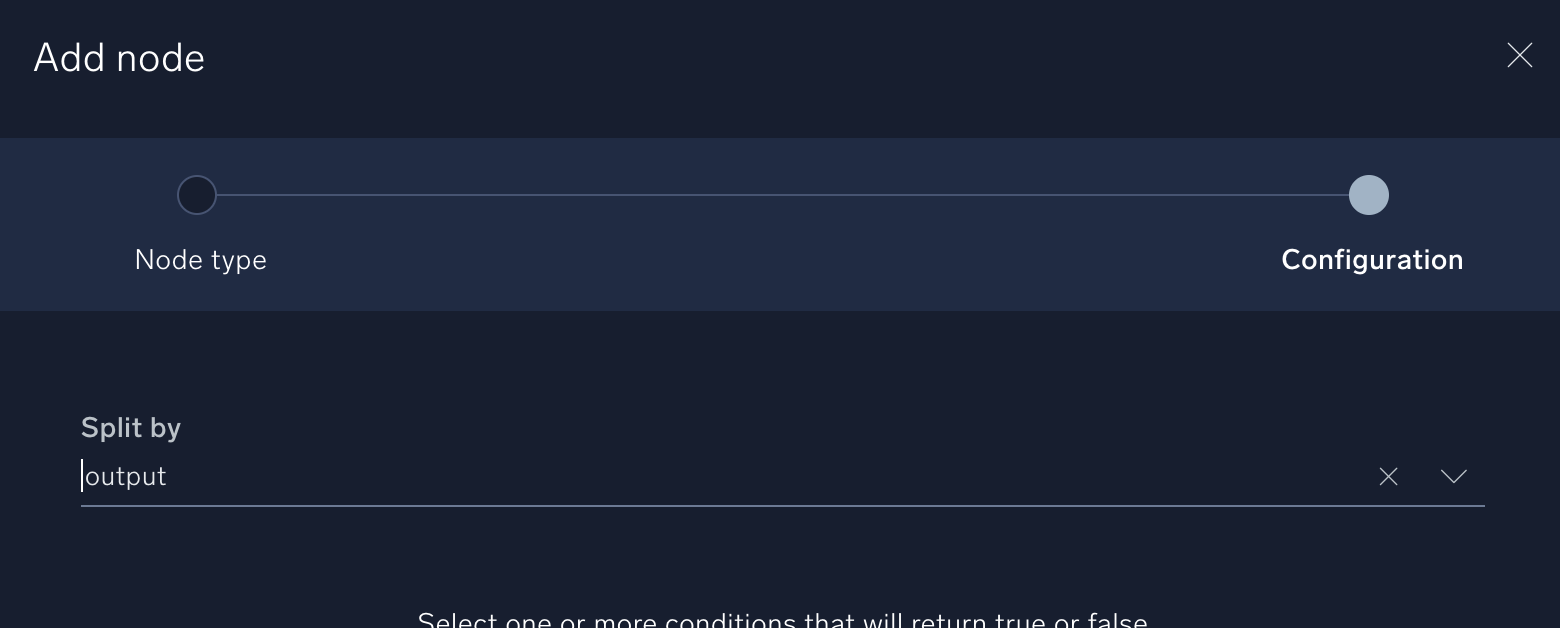 Add node
Node type
Configuration
Split by
output
Select one or more conditions that will return true or false